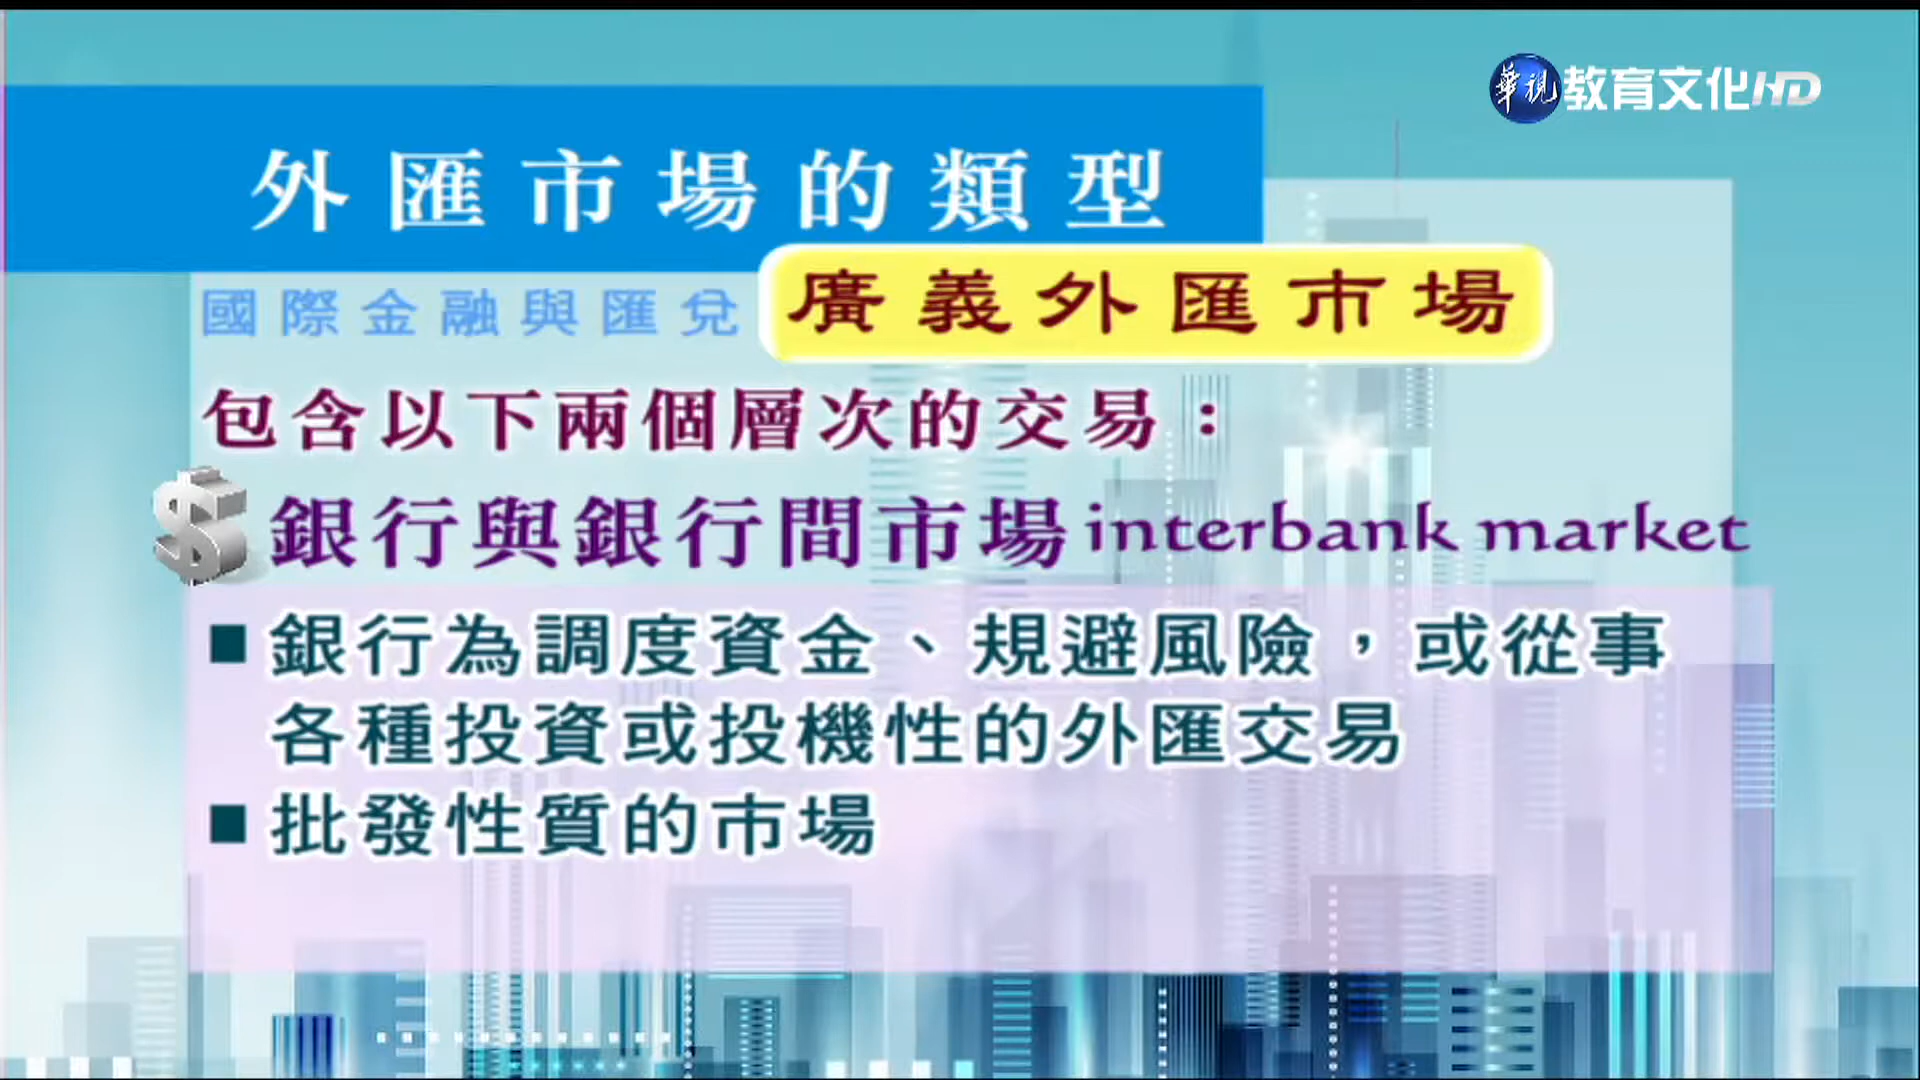 華視 教育文化HD
外匯市場的類型
國際金融與匯兌
廣義外匯市場
包含以下兩個層次的交易：
銀行與銀行間市場interbank market
■銀行為調度資金、規避風險，或從事
各種投資或投機性的外匯交易
■批發性質的市場